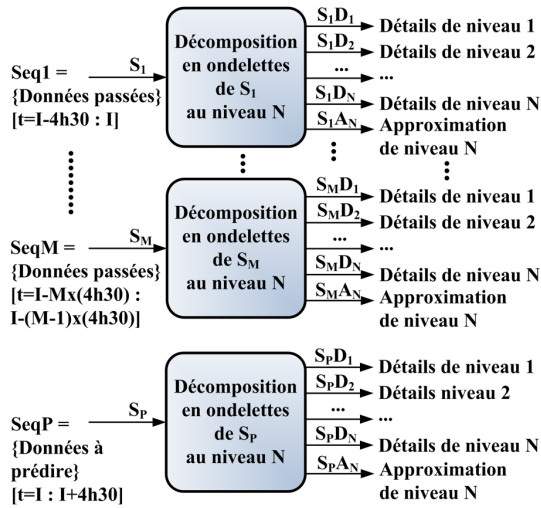 Seq1 =
{Données passées}
[t=I-4h30 : I]
S1
Décomposition
en ondelettes
de S1
au niveau N
S1D1
Détails de niveau 1
S1D2
Détails de niveau 2
...
...
S1DN
Détails de niveau N
S1AN
Approximation
de niveau N
SeqM =
{Données passées}
[t=I-Mx(4h30) :
I-(M-1)x(4h30)]
SM
Décomposition
en ondelettes
de SM
au niveau N
SMD1
Détails de niveau 1
SMD2
Détails de niveau 2
...
...
SMDN
Détails de niveau N
SMAN
Approximation
de niveau N
SeqP =
{Données à
prédire}
[t=I : I+4h30]
SP
Décomposition
en ondelettes
de SP
au niveau N
SPD1
Détails de niveau 1
SPD2
Détails niveau 2
...
...
SPDN
Détails de niveau N
SPAN
Approximation
de niveau N